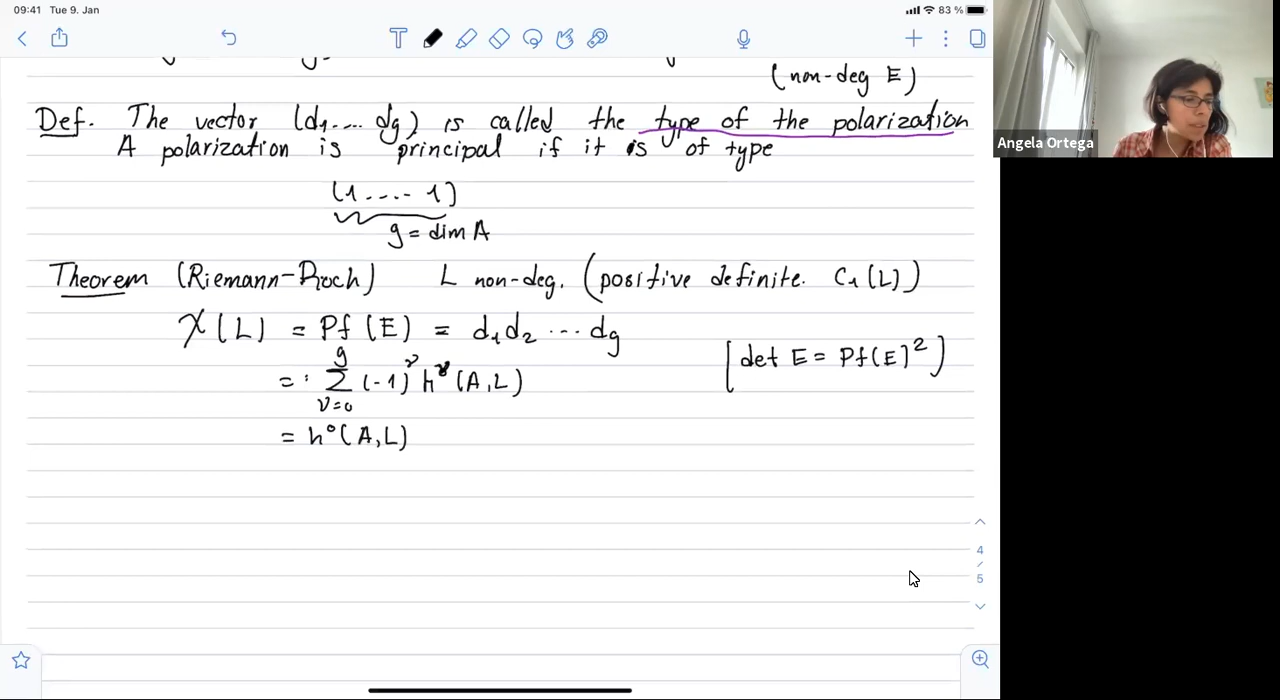 09:41 Tue 9. Jan
83 %
(non-deg E)
Def. The vector (d₁.... dg) is called the type of the polarization
A polarization is principal if it is of type
(1.....1)
g = dim A
Theorem (Riemann-Roch) L non-deg. (positive definite. C₁(L))
χ(L) = Pf(E) = d₁d₂ ... dg
[det E = Pf(E)²]
= Σ_{ν=0}^{g} (-1)^ν h^ν(A,L)
= h⁰(A,L)
4
/
5
Angela Ortega